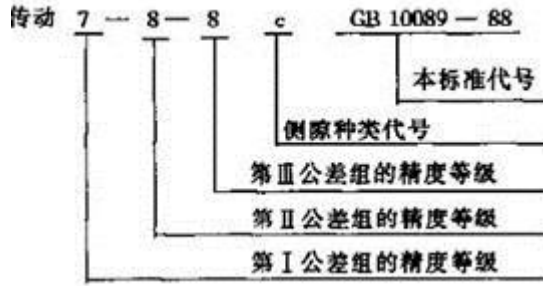 传动 7 — 8 — 8 c GB 10089 — 88
本标准代号
侧隙种类代号
第Ⅲ公差组的精度等级
第Ⅱ公差组的精度等级
第Ⅰ公差组的精度等级